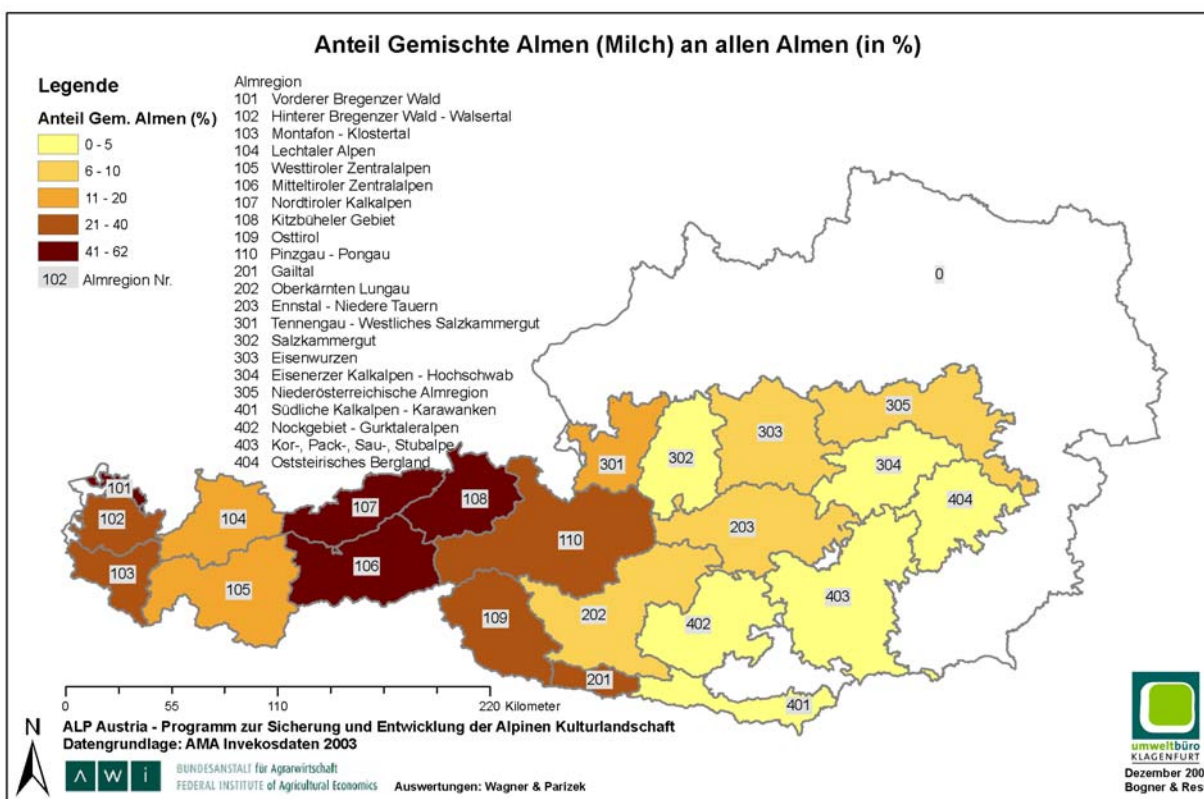 Anteil Gemischte Almen (Milch) an allen Almen (in %)
Legende
Anteil Gem. Almen (%)
0 - 5
6 - 10
11 - 20
21 - 40
41 - 62
102 Almregion Nr.
Almregion
101 Vorderer Bregenzer Wald
102 Hinterer Bregenzer Wald - Walsertal
103 Montafon - Klostertal
104 Lechtaler Alpen
105 Westtiroler Zentralalpen
106 Mitteltiroler Zentralalpen
107 Nordtiroler Kalkalpen
108 Kitzbüheler Gebiet
109 Osttirol
110 Pinzgau - Pongau
201 Gailtal
202 Oberkärnten Lungau
203 Ennstal - Niedere Tauern
301 Tennengau - Westliches Salzkammergut
302 Salzkammergut
303 Eisenwurzen
304 Eisenerzer Kalkalpen - Hochschwab
305 Niederösterreichische Almregion
401 Südliche Kalkalpen - Karawanken
402 Nockgebiet - Gurktaleralpen
403 Kor-, Pack-, Sau-, Stubalpe
404 Oststeirisches Bergland
0
305
303
301
302
304
404
101
107
108
102
104
203
110
103
105
106
403
109
202
402
201
401
0 55 110 220 Kilometer
N
ALP Austria - Programm zur Sicherung und Entwicklung der Alpinen Kulturlandschaft
Datengrundlage: AMA Invekosdaten 2003
AWI
BUNDESANSTALT für Agrarwirtschaft
FEDERAL INSTITUTE of Agricultural Economics
Auswertungen: Wagner & Parizek
umweltbüro
KLAGENFURT
Dezember 200
Bogner & Res